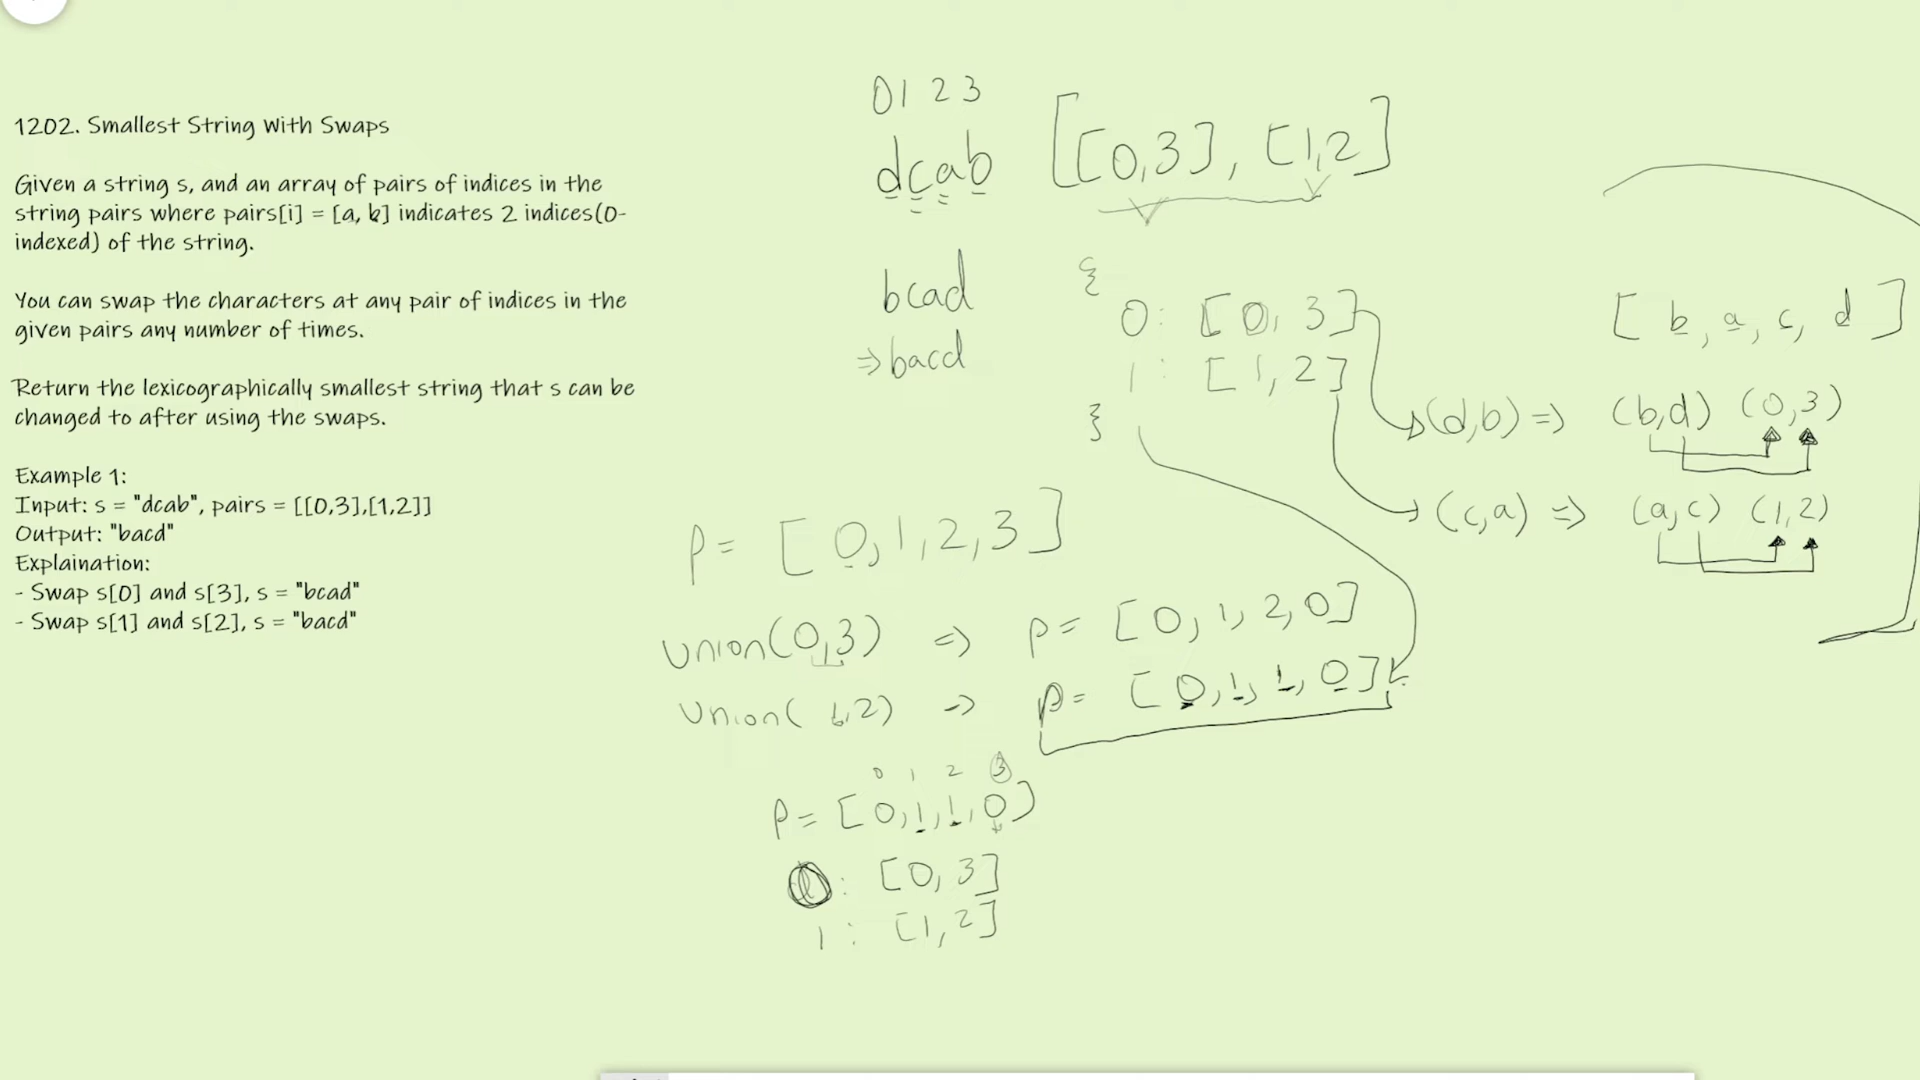 1202. Smallest String With Swaps
Given a string s, and an array of pairs of indices in the
string pairs where pairs[i] = [a, b] indicates 2 indices(0-
indexed) of the string.
You can swap the characters at any pair of indices in the
given pairs any number of times.
Return the lexicographically smallest string that s can be
changed to after using the swaps.
Example 1:
Input: s = "dcab", pairs = [[0,3],[1,2]]
Output: "bacd"
Explaination:
- Swap s[0] and s[3], s = "bcad"
- Swap s[1] and s[2], s = "bacd"
0 1 2 3
dcab [[0,3], [1,2]]
bcad
=> bacd
{
0: [0, 3]
1: [1, 2]
}
[b, a, c, d]
(d,b) => (b,d) (0,3)
(c,a) => (a,c) (1,2)
p = [0,1,2,3]
union(0,3) => p = [0, 1, 2, 0]
union(1,2) -> p = [0, 1, 1, 0]
0 1 2 3
p = [0,1,1,0]
: [0, 3]
1: [1, 2]